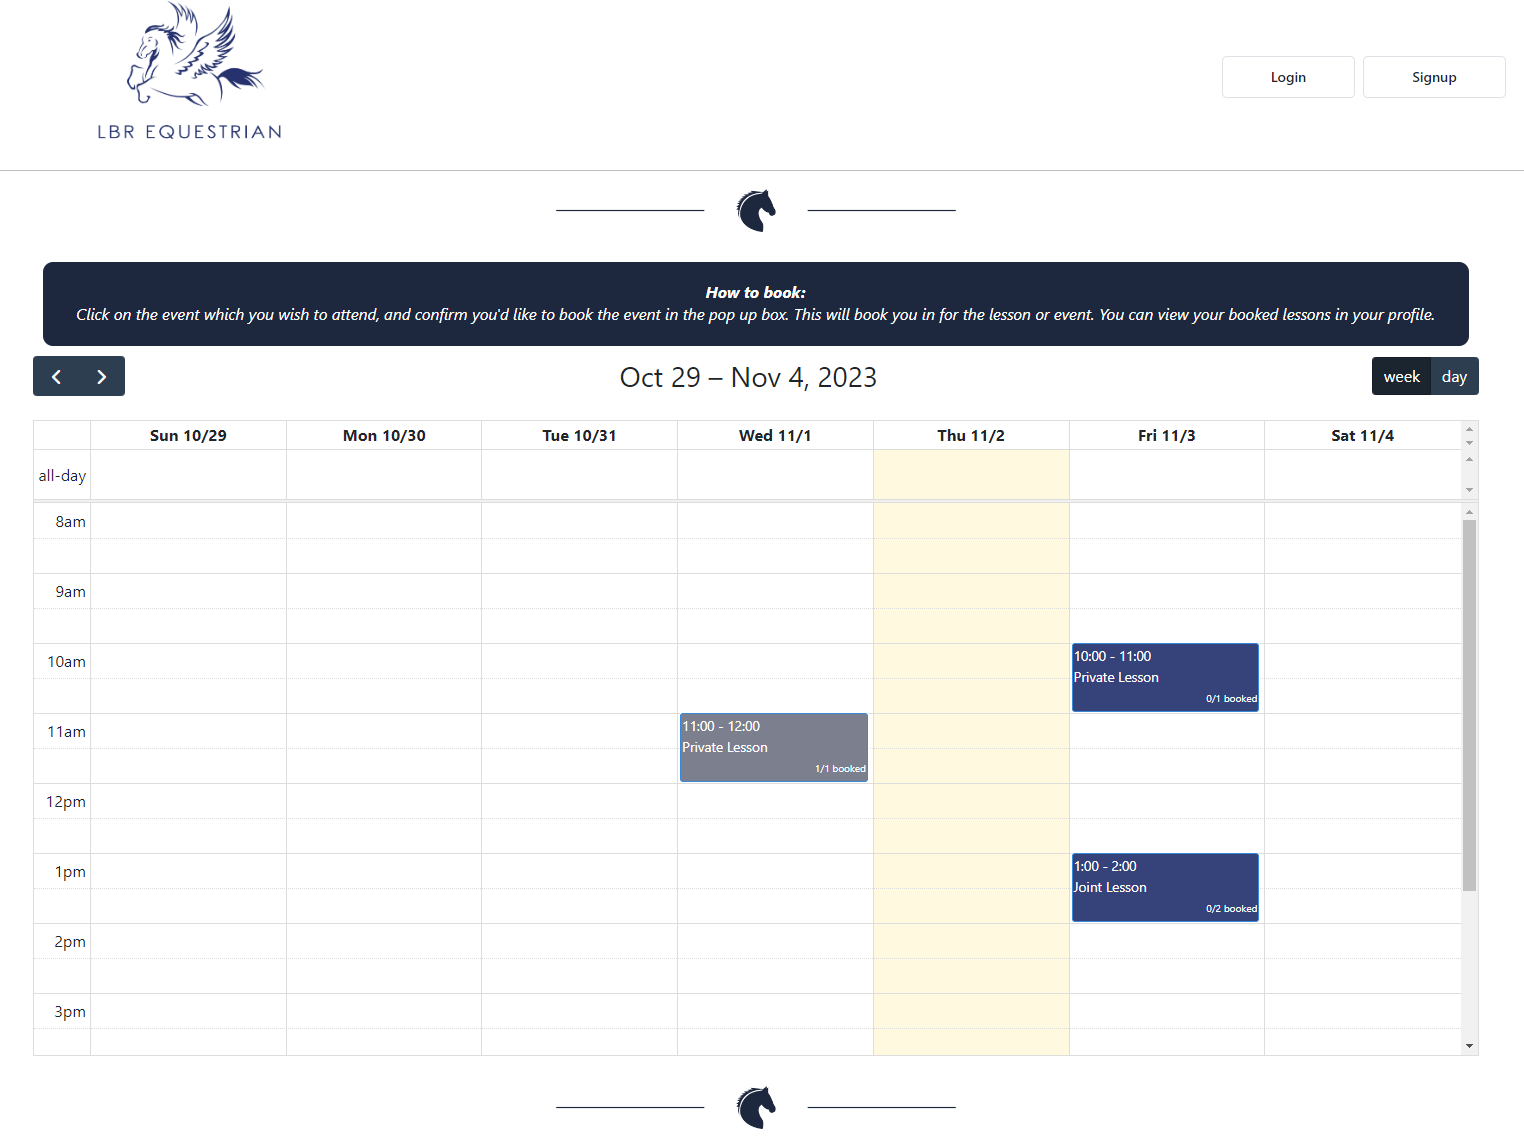 LBR EQUESTRIAN
Login
Signup
How to book:
Click on the event which you wish to attend, and confirm you'd like to book the event in the pop up box. This will book you in for the lesson or event. You can view your booked lessons in your profile.
Oct 29 – Nov 4, 2023
week
day
Sun 10/29
Mon 10/30
Tue 10/31
Wed 11/1
Thu 11/2
Fri 11/3
Sat 11/4
all-day
8am
9am
10am
10:00 - 11:00
Private Lesson
0/1 booked
11am
11:00 - 12:00
Private Lesson
1/1 booked
12pm
1pm
1:00 - 2:00
Joint Lesson
0/2 booked
2pm
3pm